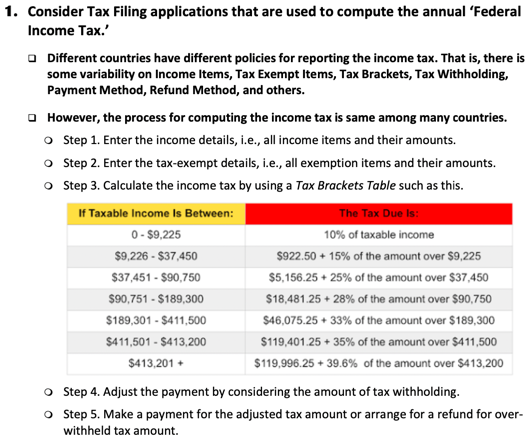 1. Consider Tax Filing applications that are used to compute the annual ‘Federal
Income Tax.’
❑ Different countries have different policies for reporting the income tax. That is, there is
some variability on Income Items, Tax Exempt Items, Tax Brackets, Tax Withholding,
Payment Method, Refund Method, and others.
❑ However, the process for computing the income tax is same among many countries.
○ Step 1. Enter the income details, i.e., all income items and their amounts.
○ Step 2. Enter the tax-exempt details, i.e., all exemption items and their amounts.
○ Step 3. Calculate the income tax by using a Tax Brackets Table such as this.
If Taxable Income Is Between: The Tax Due Is:
0 - $9,225 10% of taxable income
$9,226 - $37,450 $922.50 + 15% of the amount over $9,225
$37,451 - $90,750 $5,156.25 + 25% of the amount over $37,450
$90,751 - $189,300 $18,481.25 + 28% of the amount over $90,750
$189,301 - $411,500 $46,075.25 + 33% of the amount over $189,300
$411,501 - $413,200 $119,401.25 + 35% of the amount over $411,500
$413,201 + $119,996.25 + 39.6% of the amount over $413,200
○ Step 4. Adjust the payment by considering the amount of tax withholding.
○ Step 5. Make a payment for the adjusted tax amount or arrange for a refund for over-
withheld tax amount.